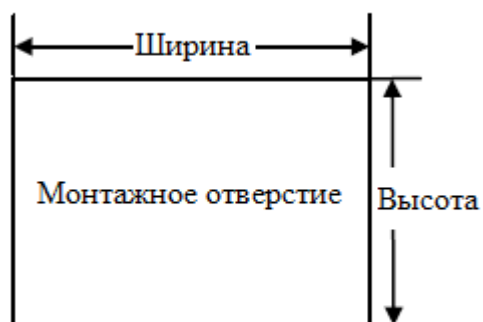 Ширина
Монтажное отверстие
Высота